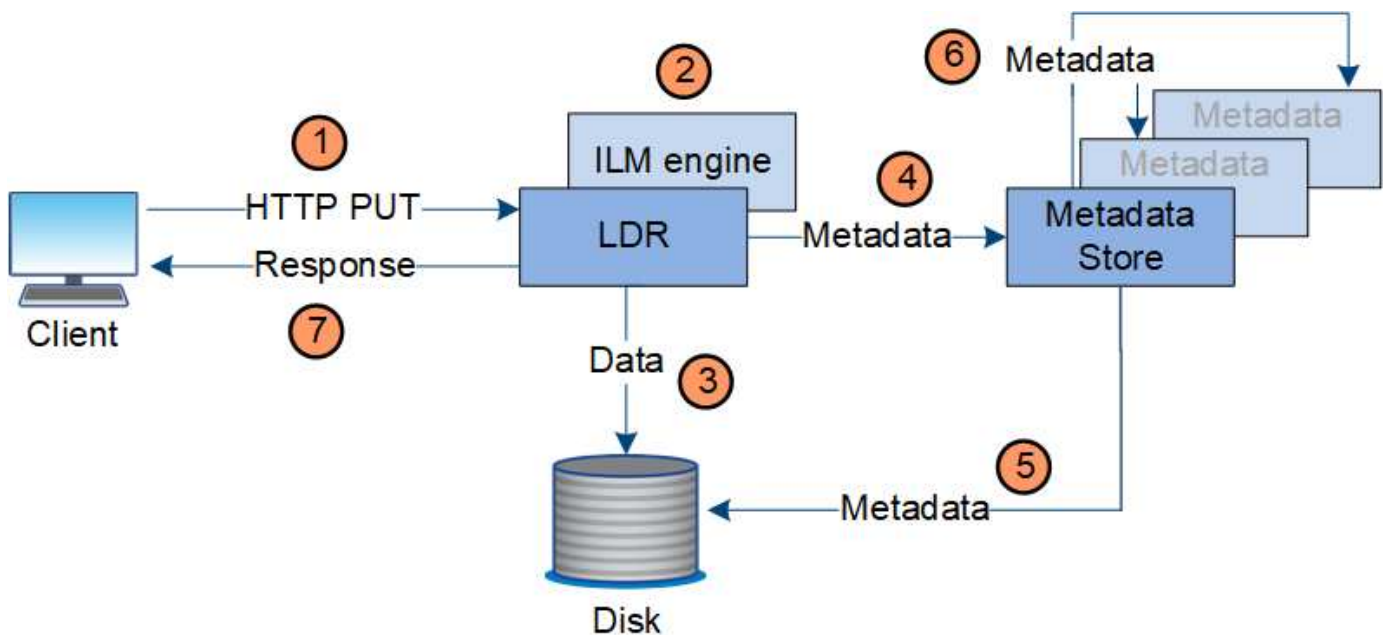 6
Metadata
2
Metadata
1
ILM engine
Metadata
4
HTTP PUT
LDR
Metadata
Metadata
Store
Response
Client
7
Data
3
5
Metadata
Disk